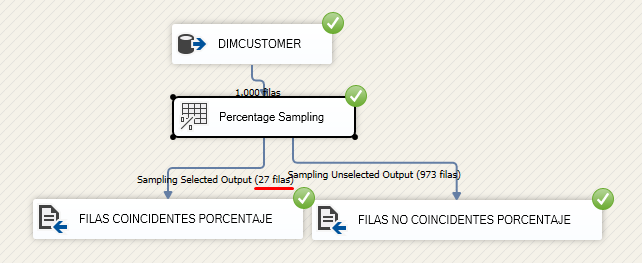 DIMCUSTOMER
1.000 filas
Percentage Sampling
Sampling Selected Output (27 filas)
Sampling Unselected Output (973 filas)
FILAS COINCIDENTES PORCENTAJE
FILAS NO COINCIDENTES PORCENTAJE